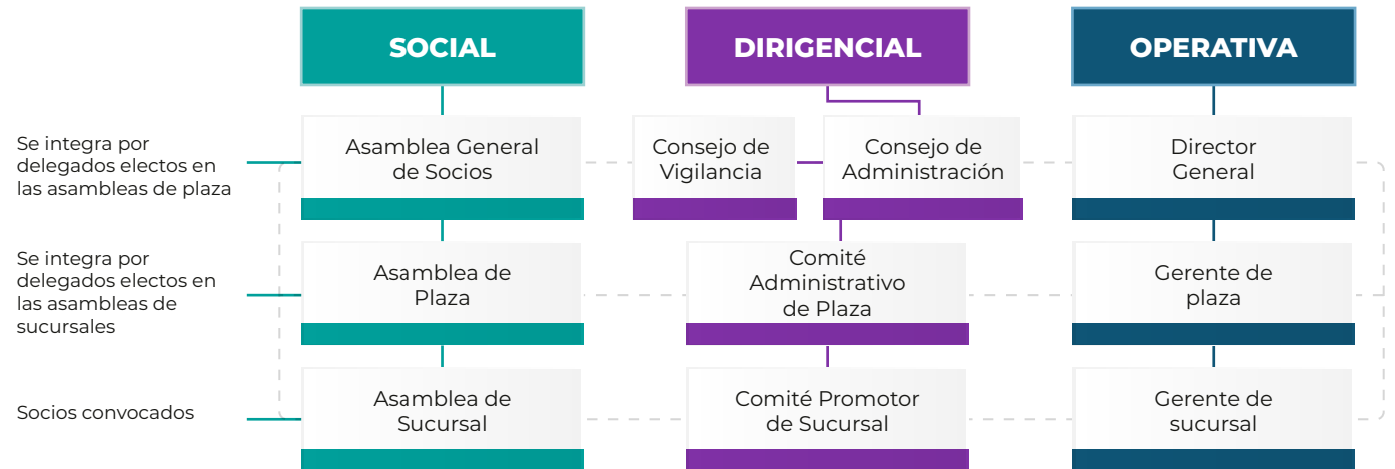 SOCIAL
DIRIGENCIAL
OPERATIVA
Se integra por
delegados electos en
las asambleas de plaza
Asamblea General
de Socios
Consejo de
Vigilancia
Consejo de
Administración
Director
General
Se integra por
delegados electos en
las asambleas de
sucursales
Asamblea de
Plaza
Comité
Administrativo
de Plaza
Gerente de
plaza
Socios convocados
Asamblea de
Sucursal
Comité Promotor
de Sucursal
Gerente de
sucursal